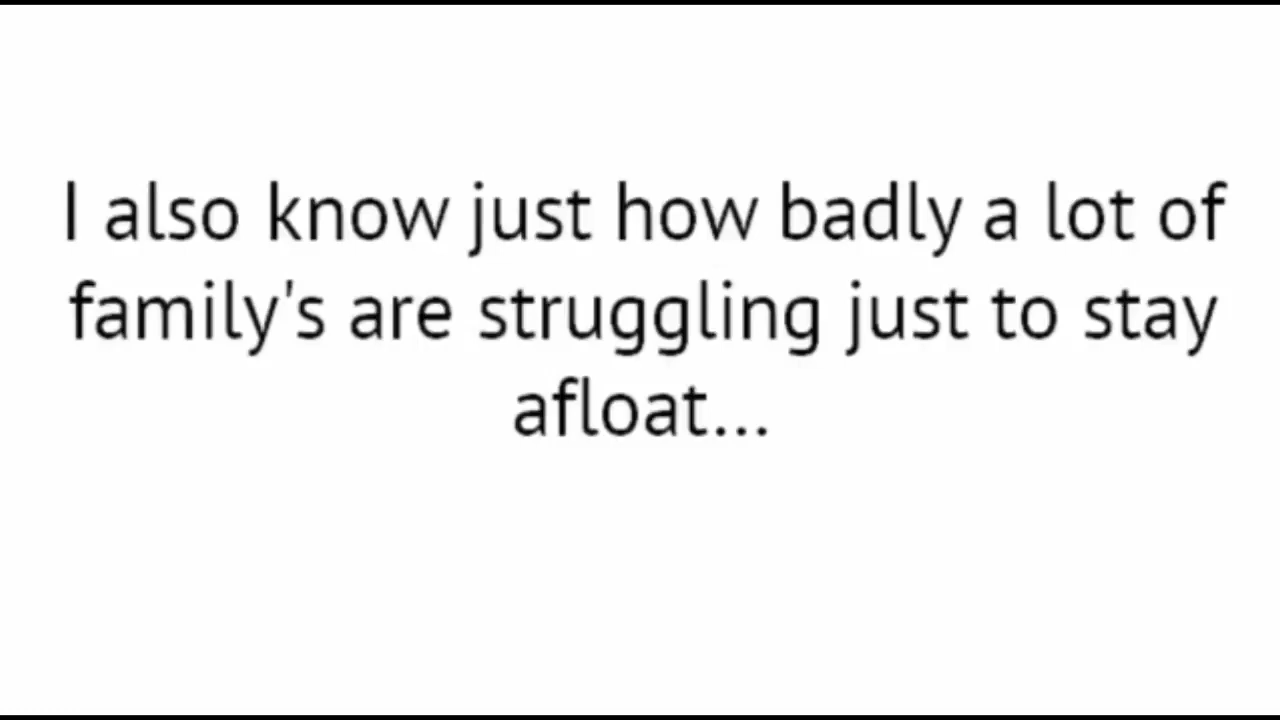 I also know just how badly a lot of
family's are struggling just to stay
afloat...